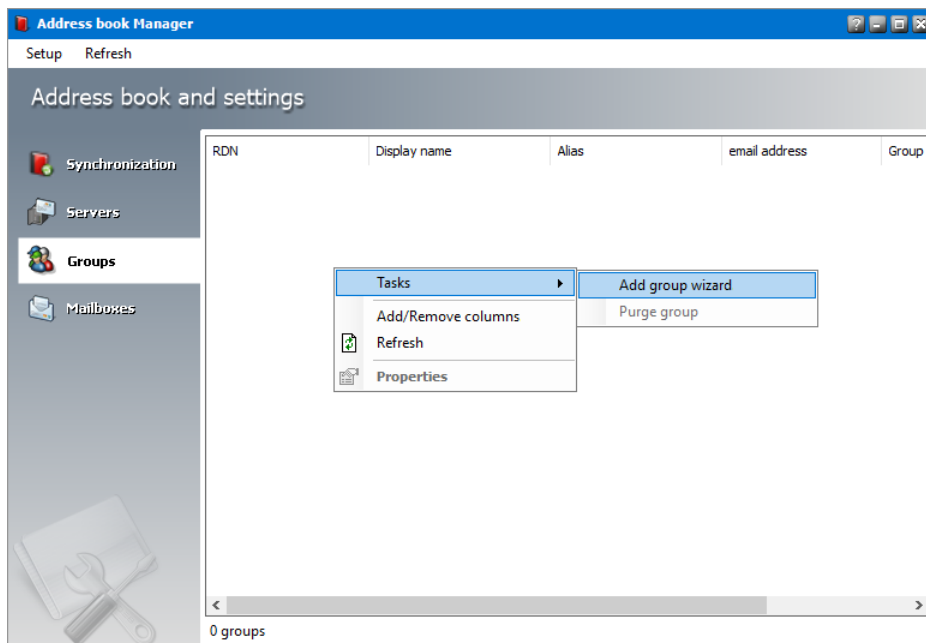 Address book Manager
Setup Refresh
Address book and settings
RDN Display name Alias email address Group
Synchronization
Servers
Groups
Mailboxes
Tasks
Add/Remove columns
Refresh
Properties
Add group wizard
Purge group
0 groups